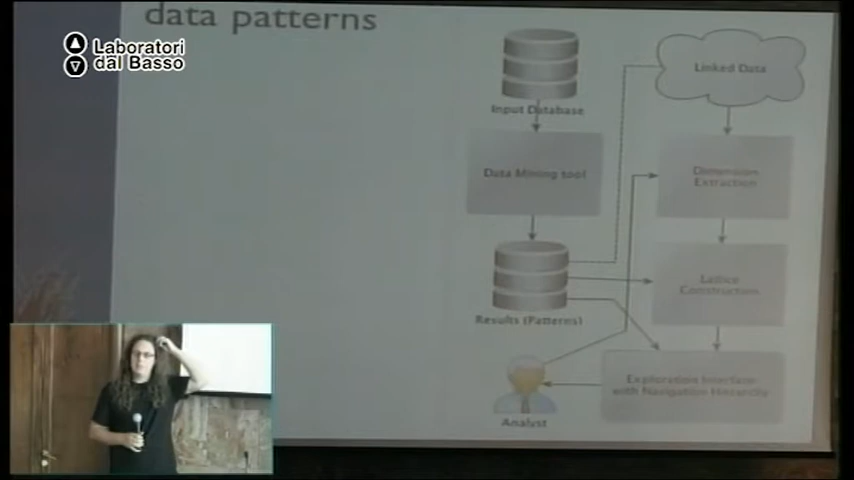 data patterns
Laboratori
dal Basso
Input Database
Linked Data
Data Mining tool
Dimension
Extraction
Results (Patterns)
Lattice
Construction
Exploration Interface
with Navigation Hierarchy
Analyst